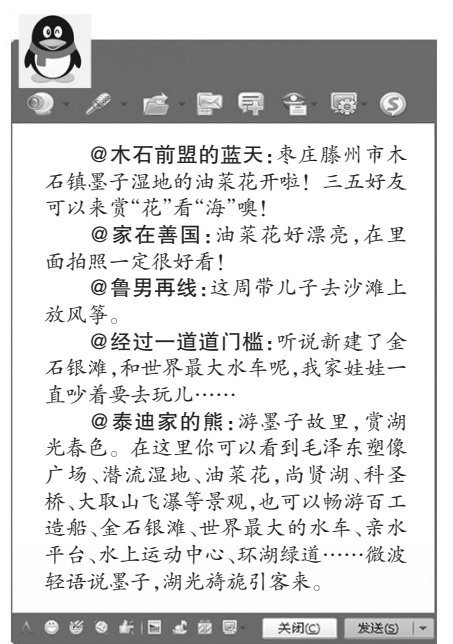 @木石前盟的蓝天:枣庄滕州市木
石镇墨子湿地的油菜花开啦！三五好友
可以来赏“花”看“海”噢！
@家在善国:油菜花好漂亮,在里
面拍照一定很好看！
@鲁男再线:这周带儿子去沙滩上
放风筝。
@经过一道道门槛:听说新建了金
石银滩,和世界最大水车呢,我家娃娃一
直吵着要去玩儿……
@泰迪家的熊:游墨子故里,赏湖
光春色。在这里你可以看到毛泽东塑像
广场、潜流湿地、油菜花,尚贤湖、科圣
桥、大取山飞瀑等景观,也可以畅游百工
造船、金石银滩、世界最大的水车、亲水
平台、水上运动中心、环湖绿道……微波
轻语说墨子,湖光旖旎引客来。
关闭(C) 发送(S)